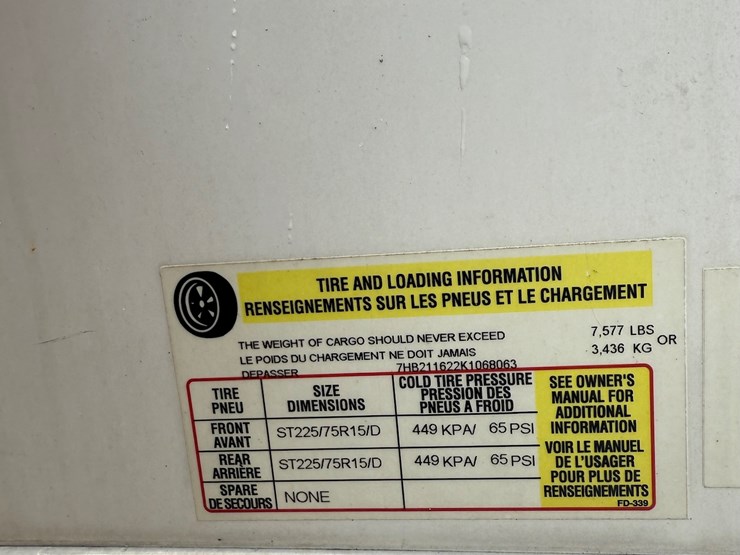 TIRE AND LOADING INFORMATION
RENSEIGNEMENTS SUR LES PNEUS ET LE CHARGEMENT
THE WEIGHT OF CARGO SHOULD NEVER EXCEED 7,577 LBS
LE POIDS DU CHARGEMENT NE DOIT JAMAIS 3,436 KG OR
DEPASSER 7HB211622K1068063
TIRE SIZE COLD TIRE PRESSURE
PNEU DIMENSIONS PRESSION DES
PNEUS A FROID
FRONT ST225/75R15/D 449 KPA/ 65 PSI
AVANT
REAR ST225/75R15/D 449 KPA/ 65 PSI
ARRIÈRE
SPARE NONE
DE SECOURS
SEE OWNER'S
MANUAL FOR
ADDITIONAL
INFORMATION
VOIR LE MANUEL
DE L'USAGER
POUR PLUS DE
RENSEIGNEMENTS
FD-339